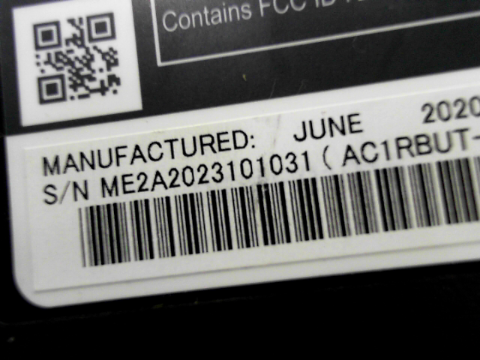 Contains FCC ID
MANUFACTURED: JUNE 2020
S/N ME2A2023101031 ( AC1RBUT-